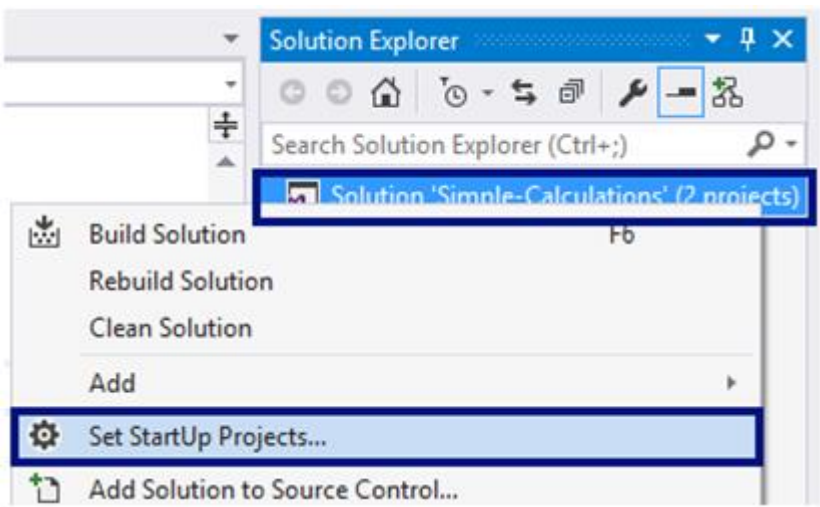 Solution Explorer
Search Solution Explorer (Ctrl+;)
Solution 'Simple-Calculations' (2 projects)
Build Solution F6
Rebuild Solution
Clean Solution
Add
Set StartUp Projects...
Add Solution to Source Control...